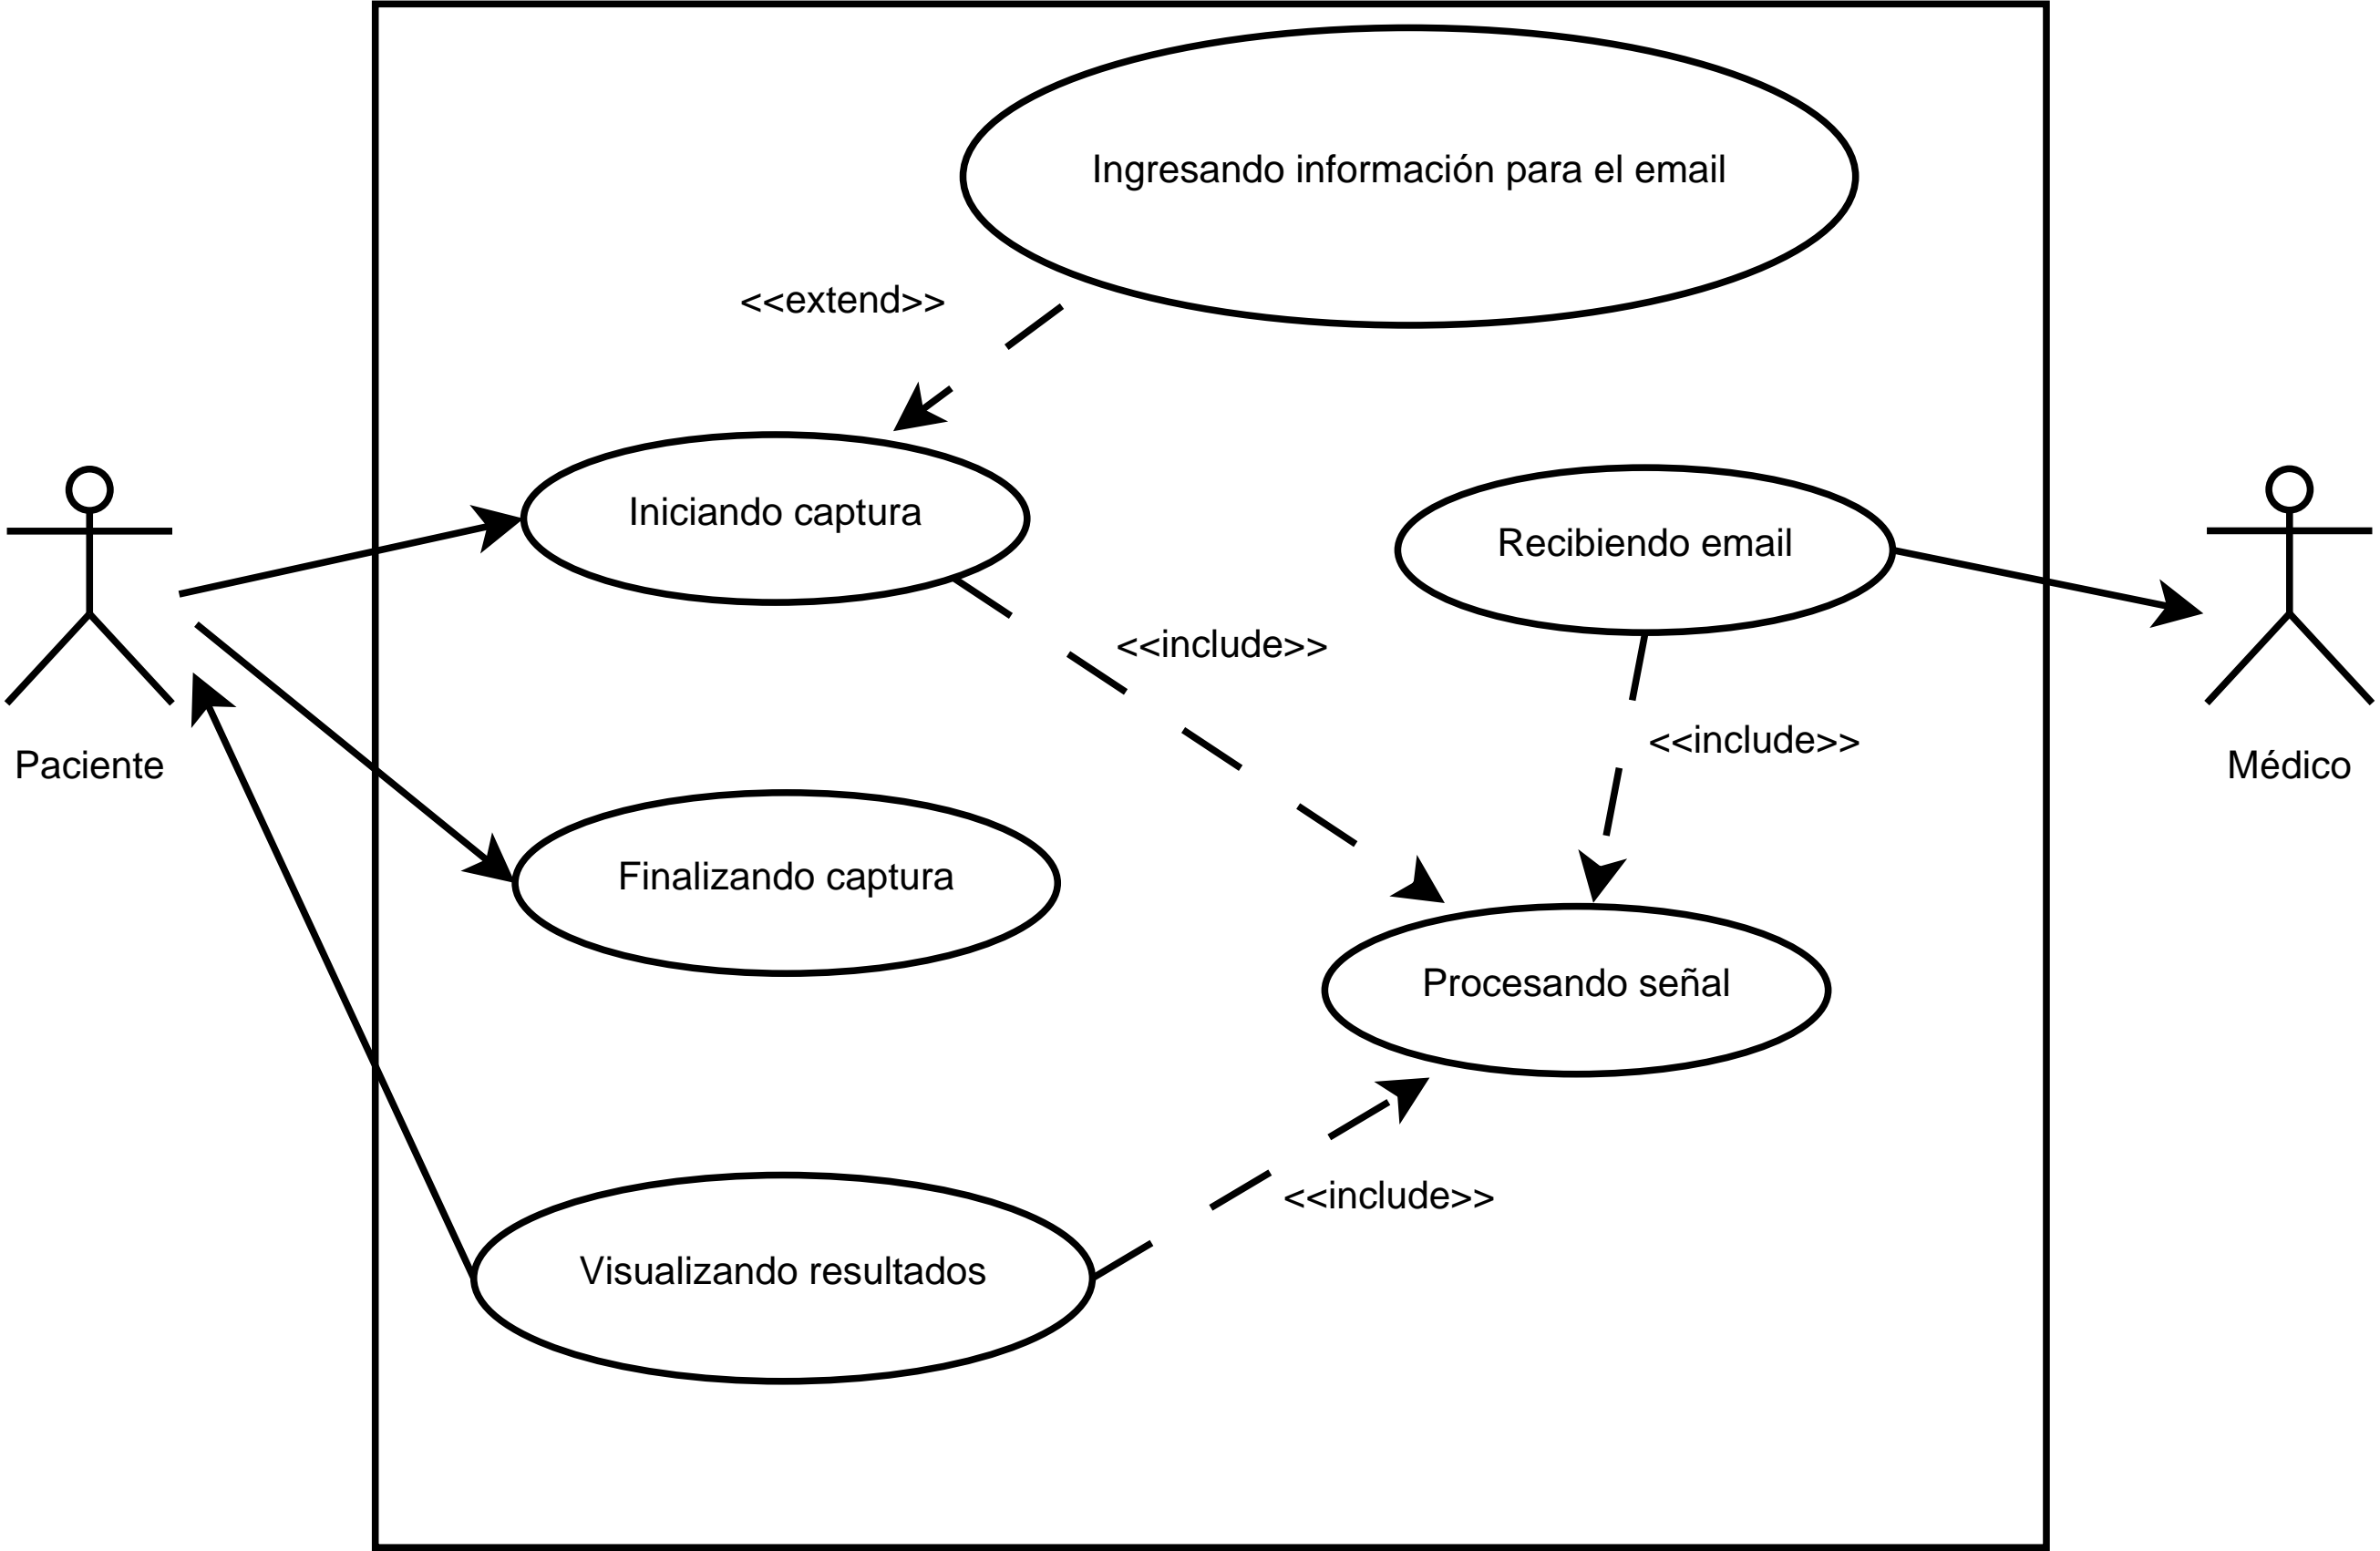 Ingresando información para el email
<<extend>>
Iniciando captura
Recibiendo email
<<include>>
<<include>>
Paciente
Médico
Finalizando captura
Procesando señal
<<include>>
Visualizando resultados